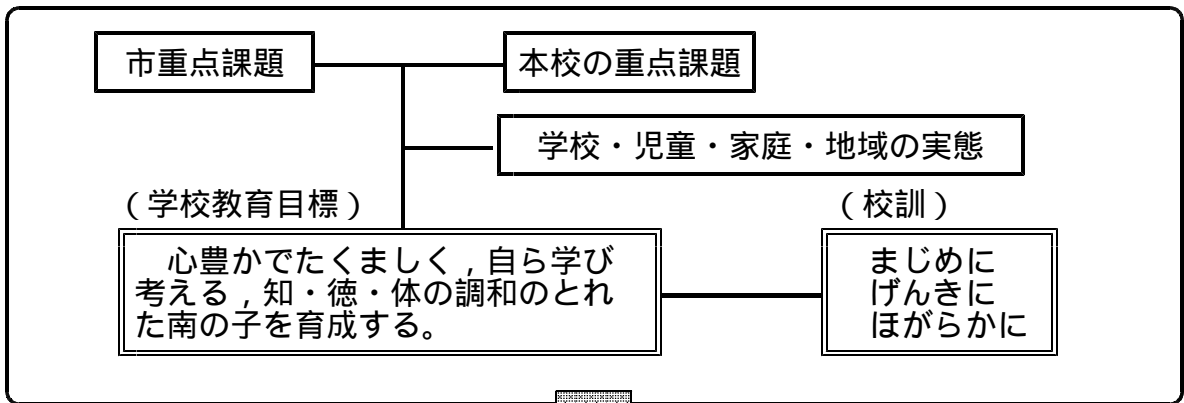 市重点課題
本校の重点課題
学校・児童・家庭・地域の実態
(学校教育目標)
心豊かでたくましく,自ら学び
考える,知・徳・体の調和のとれ
た南の子を育成する。
(校訓)
まじめに
げんきに
ほがらかに